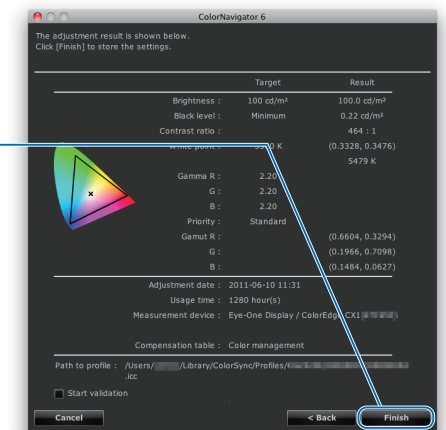 ColorNavigator 6
The adjustment result is shown below.
Click [Finish] to store the settings.
Target Result
Brightness : 100 cd/m² 100.0 cd/m²
Black level : Minimum 0.22 cd/m²
Contrast ratio : 464 : 1
White point : K (0.3328, 0.3476)
5479 K
Gamma R : 2.20
G : 2.20
B : 2.20
Priority : Standard
Gamut R : (0.6604, 0.3294)
G : (0.1966, 0.7098)
B : (0.1484, 0.0627)
Adjustment date : 2011-06-10 11:31
Usage time : 1280 hour(s)
Measurement device : Eye-One Display / ColorEdge CX1
Compensation table : Color management
Path to profile : /Users/ /Library/ColorSync/Profiles/
.icc
Start validation
Cancel < Back Finish